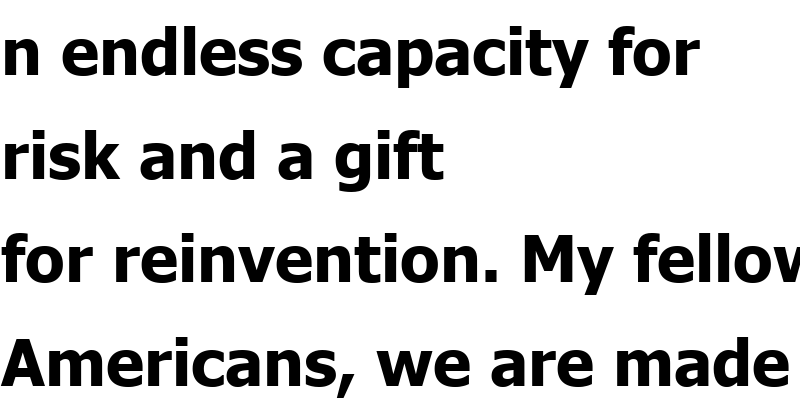 n endless capacity for
risk and a gift
for reinvention. My fellow
Americans, we are made